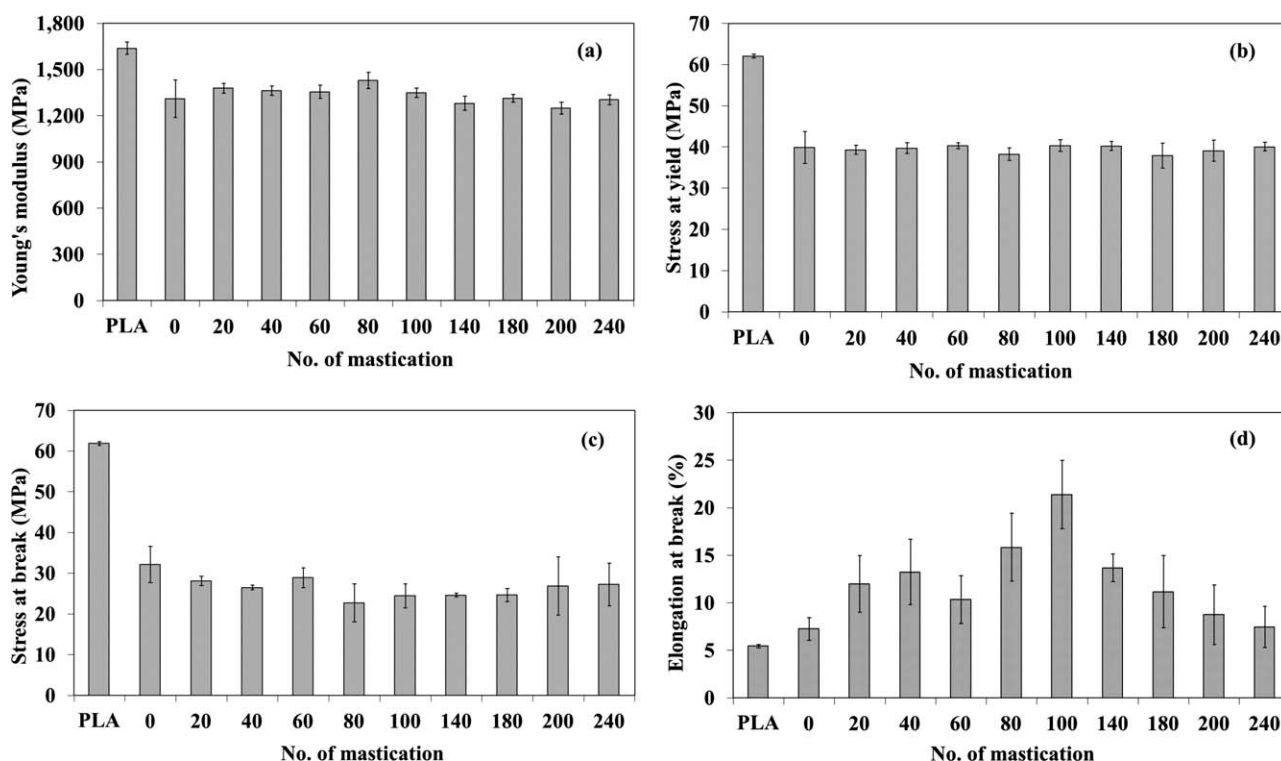 Young's modulus (MPa)
1,800
1,500
1,200
900
600
300
0
(a)
PLA 0 20 40 60 80 100 140 180 200 240
No. of mastication
Stress at yield (MPa)
70
60
50
40
30
20
10
0
(b)
PLA 0 20 40 60 80 100 140 180 200 240
No. of mastication
Stress at break (MPa)
70
60
50
40
30
20
10
0
(c)
PLA 0 20 40 60 80 100 140 180 200 240
No. of mastication
Elongation at break (%)
30
25
20
15
10
5
0
(d)
PLA 0 20 40 60 80 100 140 180 200 240
No. of mastication